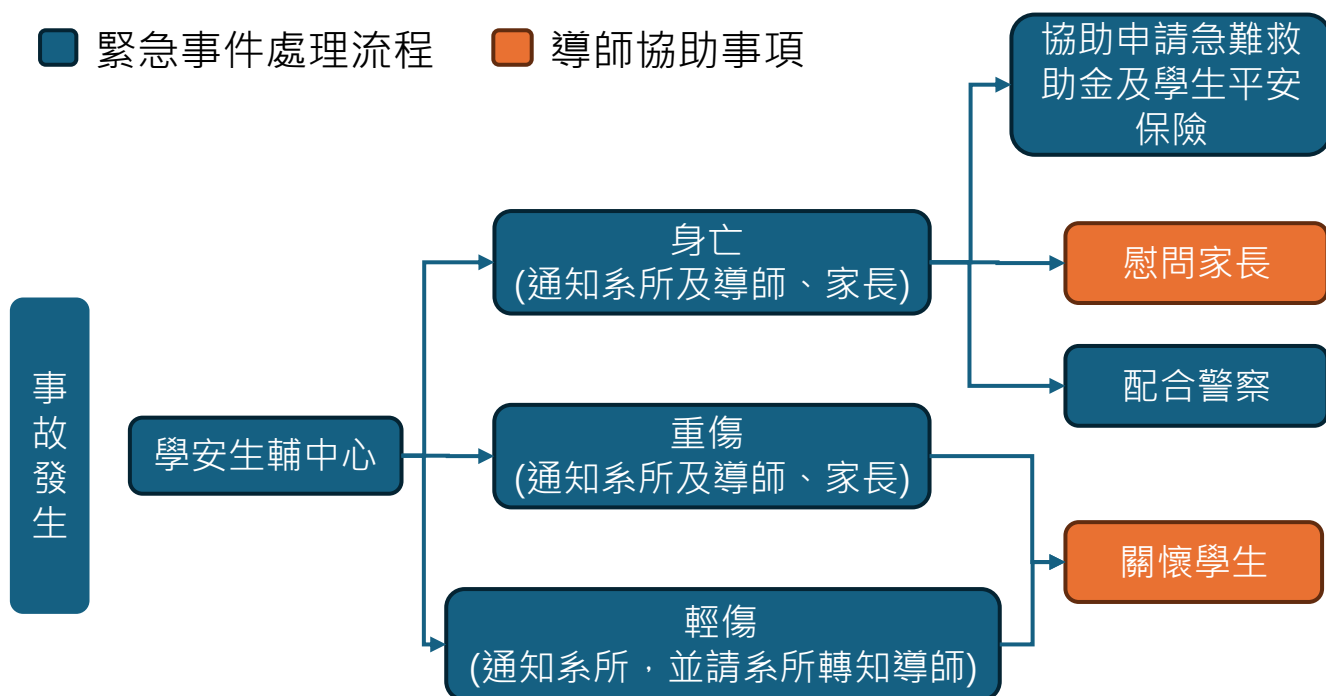 緊急事件處理流程
導師協助事項
事故發生
學安生輔中心
身亡
(通知系所及導師、家長)
重傷
(通知系所及導師、家長)
輕傷
(通知系所，並請系所轉知導師)
協助申請急難救
助金及學生平安
保險
慰問家長
配合警察
關懷學生